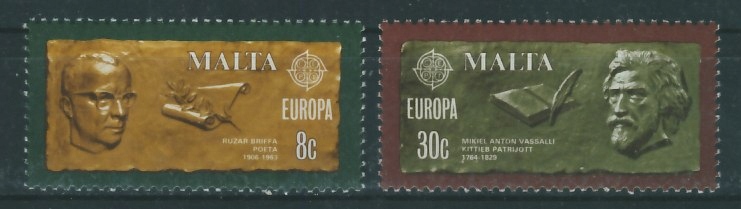 MALTA
EUROPA
RUZAR BRIFFA
POETA
1906-1963
8c
MALTA
EUROPA
MIKIEL ANTON VASSALLI
KITTIEB PATRIJOTT
1764-1829
30c